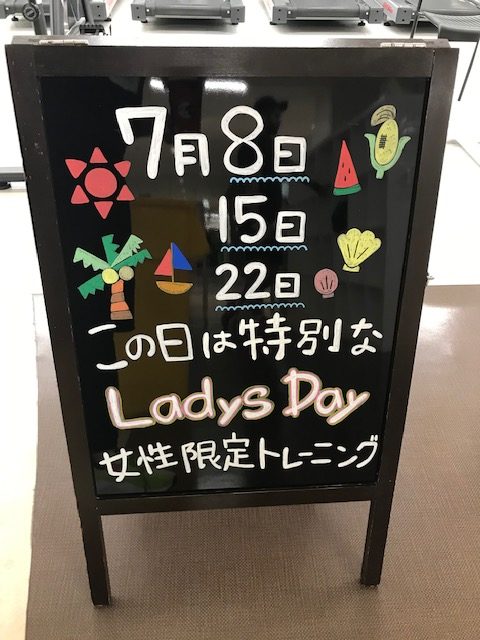 7月8日
15日
22日
この日は特別な
Ladys Day
女性限定トレーニング